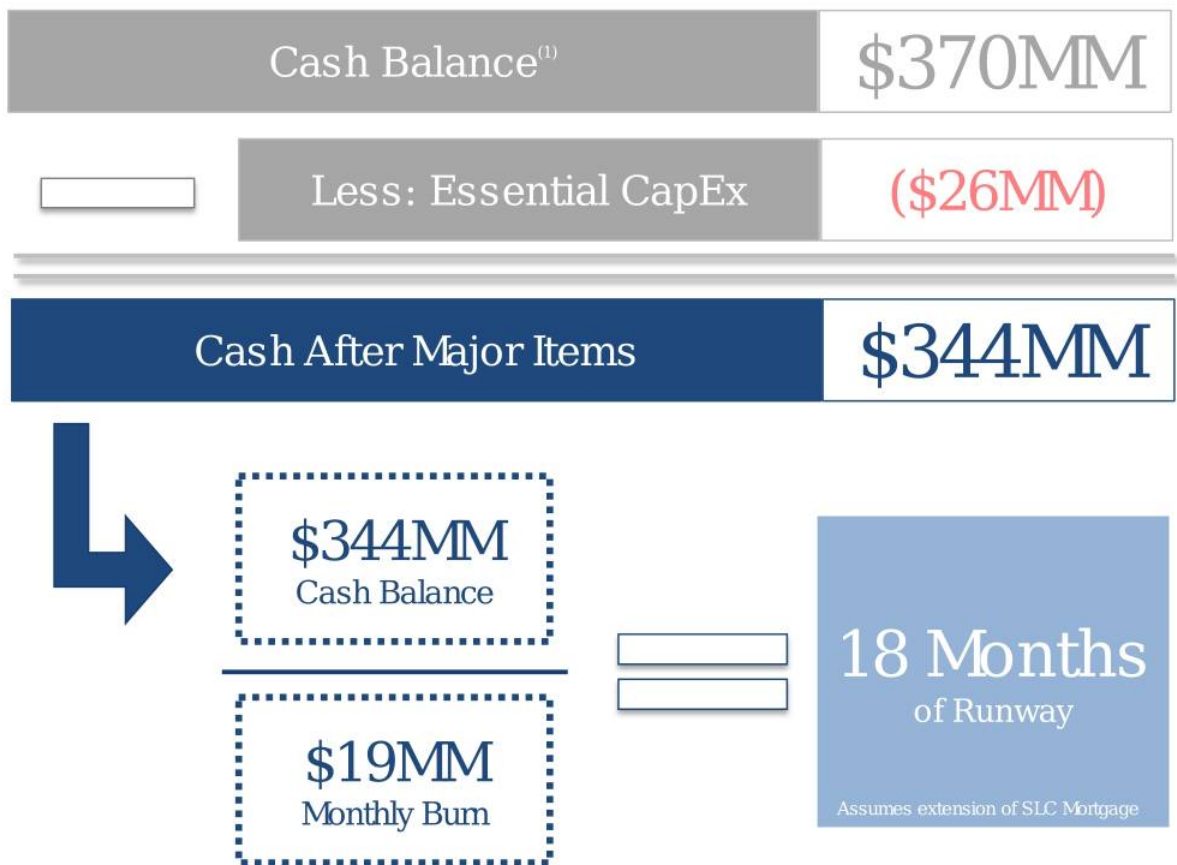 Cash Balance(1)
$370MM
Less: Essential CapEx
($26MM)
Cash After Major Items
$344MM
$344MM
Cash Balance
18 Months
of Runway
$19MM
Monthly Burn
Assumes extension of SLC Mortgage